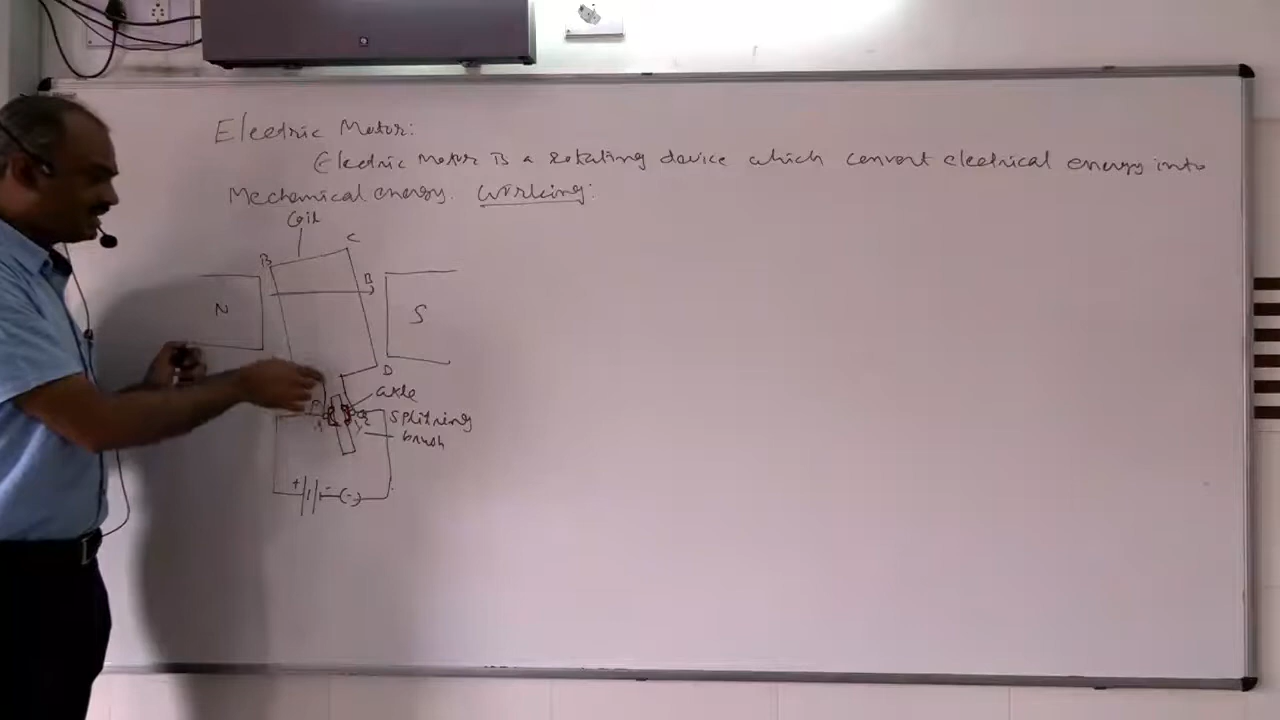 Electric Motor:
Electric Motor is a rotating device which convert electrical energy into
Mechanical energy. Working:
Coil
B C
B
N S
D
axle
Splitring
brush
+ - (-)